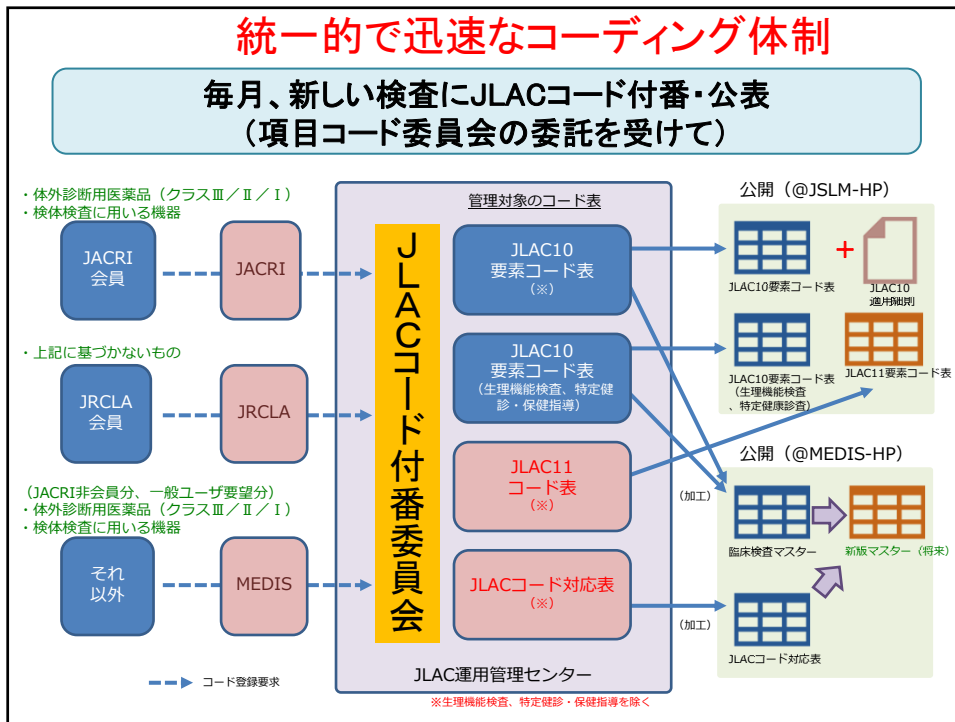 統一的で迅速なコーディング体制
毎月、新しい検査にJLACコード付番・公表
（項目コード委員会の委託を受けて）
・体外診断用医薬品（クラスⅢ／Ⅱ／Ⅰ）
・検体検査に用いる機器
JACRI
会員
JACRI
・上記に基づかないもの
JRCLA
会員
JRCLA
（JACRI非会員分、一般ユーザ要望分）
・体外診断用医薬品（クラスⅢ／Ⅱ／Ⅰ）
・検体検査に用いる機器
それ
以外
MEDIS
コード登録要求
JLACコード付番委員会
管理対象のコード表
JLAC10
要素コード表
（※）
JLAC10
要素コード表
（生理機能検査、特定健
診・保健指導）
JLAC11
コード表
（※）
JLACコード対応表
（※）
JLAC運用管理センター
※生理機能検査、特定健診・保健指導を除く
公開（@JSLM-HP）
JLAC10要素コード表
+
JLAC10
適用細則
JLAC10要素コード表
（生理機能検査
、特定健康診査）
JLAC11要素コード表
公開（@MEDIS-HP）
（加工）
臨床検査マスター
新版マスター（将来）
（加工）
JLACコード対応表